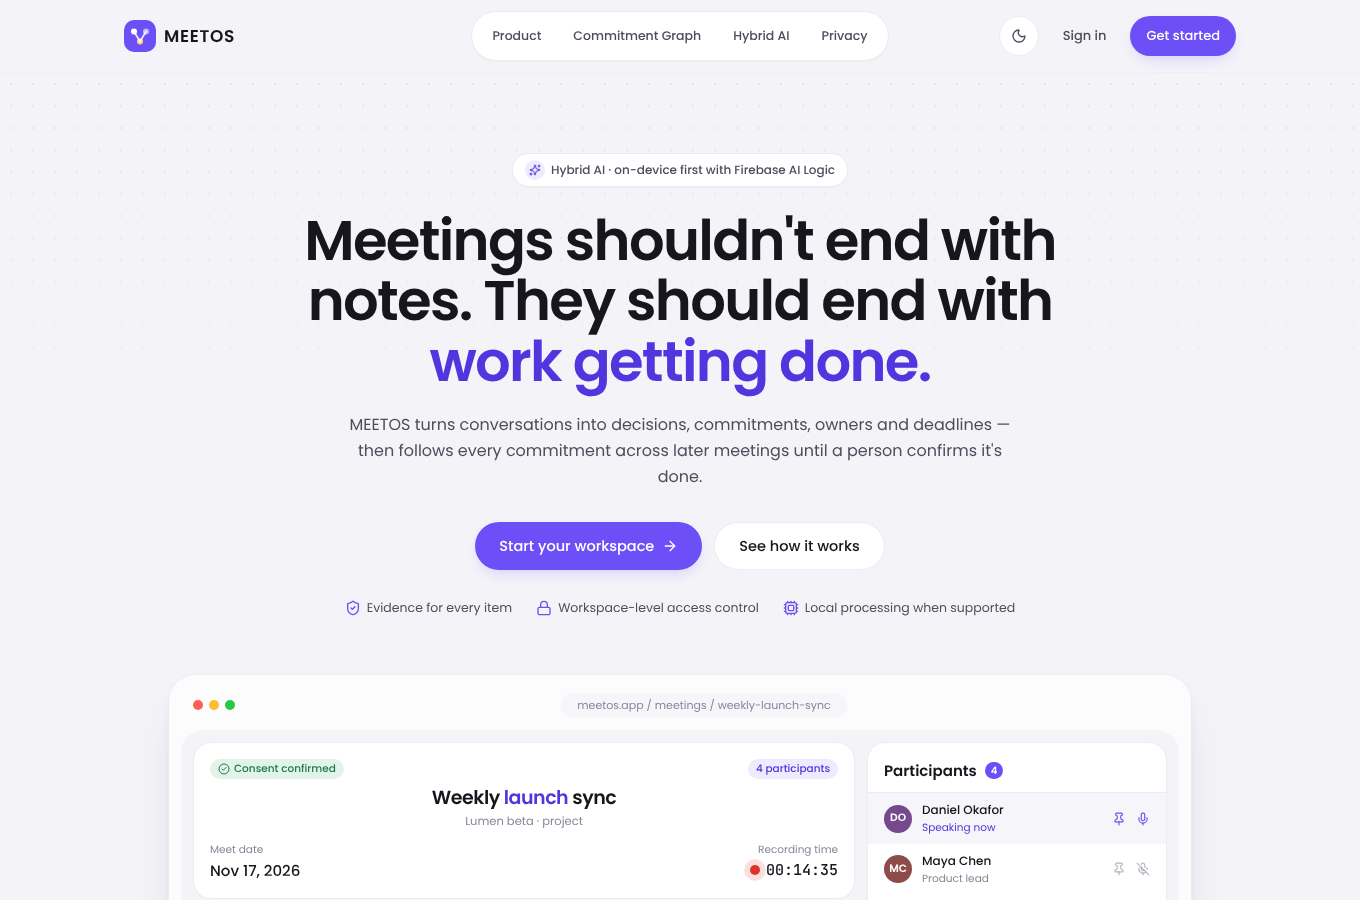 MEETOS
Product
Commitment Graph
Hybrid AI
Privacy
Sign in
Get started
Hybrid AI · on-device first with Firebase AI Logic
Meetings shouldn't end with
notes. They should end with
work getting done.
MEETOS turns conversations into decisions, commitments, owners and deadlines —
then follows every commitment across later meetings until a person confirms it's
done.
Start your workspace
See how it works
Evidence for every item
Workspace-level access control
Local processing when supported
meetos.app / meetings / weekly-launch-sync
Consent confirmed
4 participants
Weekly launch sync
Lumen beta · project
Meet date
Nov 17, 2026
Recording time
00:14:35
Participants 4
DO
Daniel Okafor
Speaking now
MC
Maya Chen
Product lead